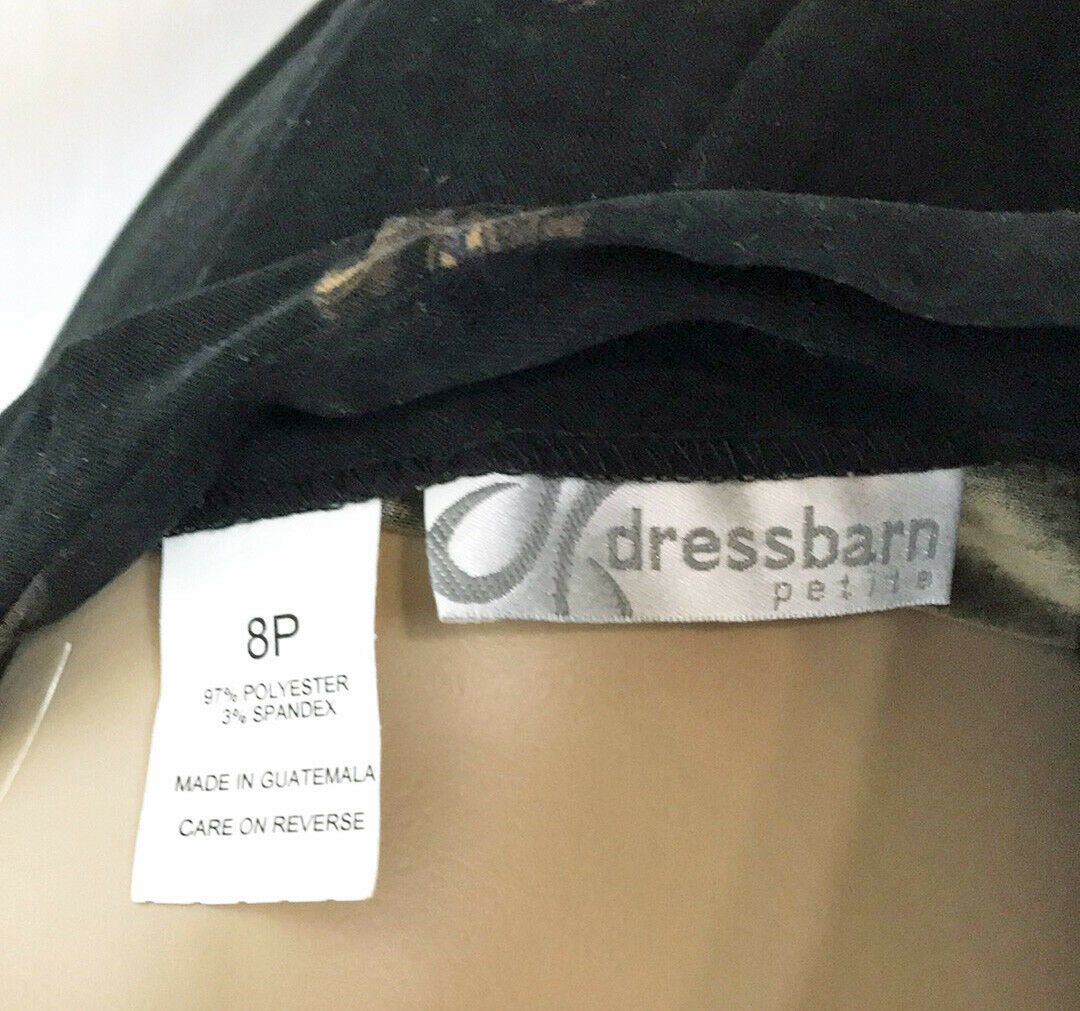 dressbarn
petite
8P
97% POLYESTER
3% SPANDEX
MADE IN GUATEMALA
CARE ON REVERSE